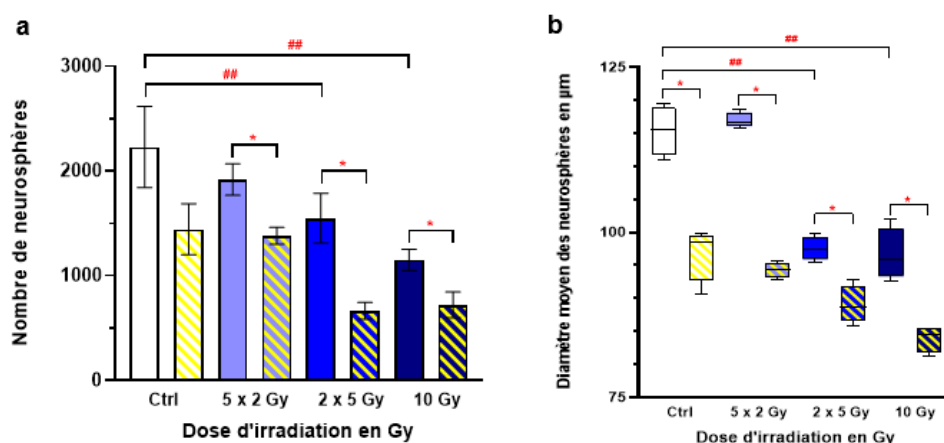 a
##
##
*
*
*
3000
2000
1000
0
Nombre de neurosphères
Ctrl
5 x 2 Gy
2 x 5 Gy
10 Gy
Dose d'irradiation en Gy
b
##
##
*
*
*
*
125
100
75
Diamètre moyen des neurosphères en µm
Ctrl
5 x 2 Gy
2 x 5 Gy
10 Gy
Dose d'irradiation en Gy